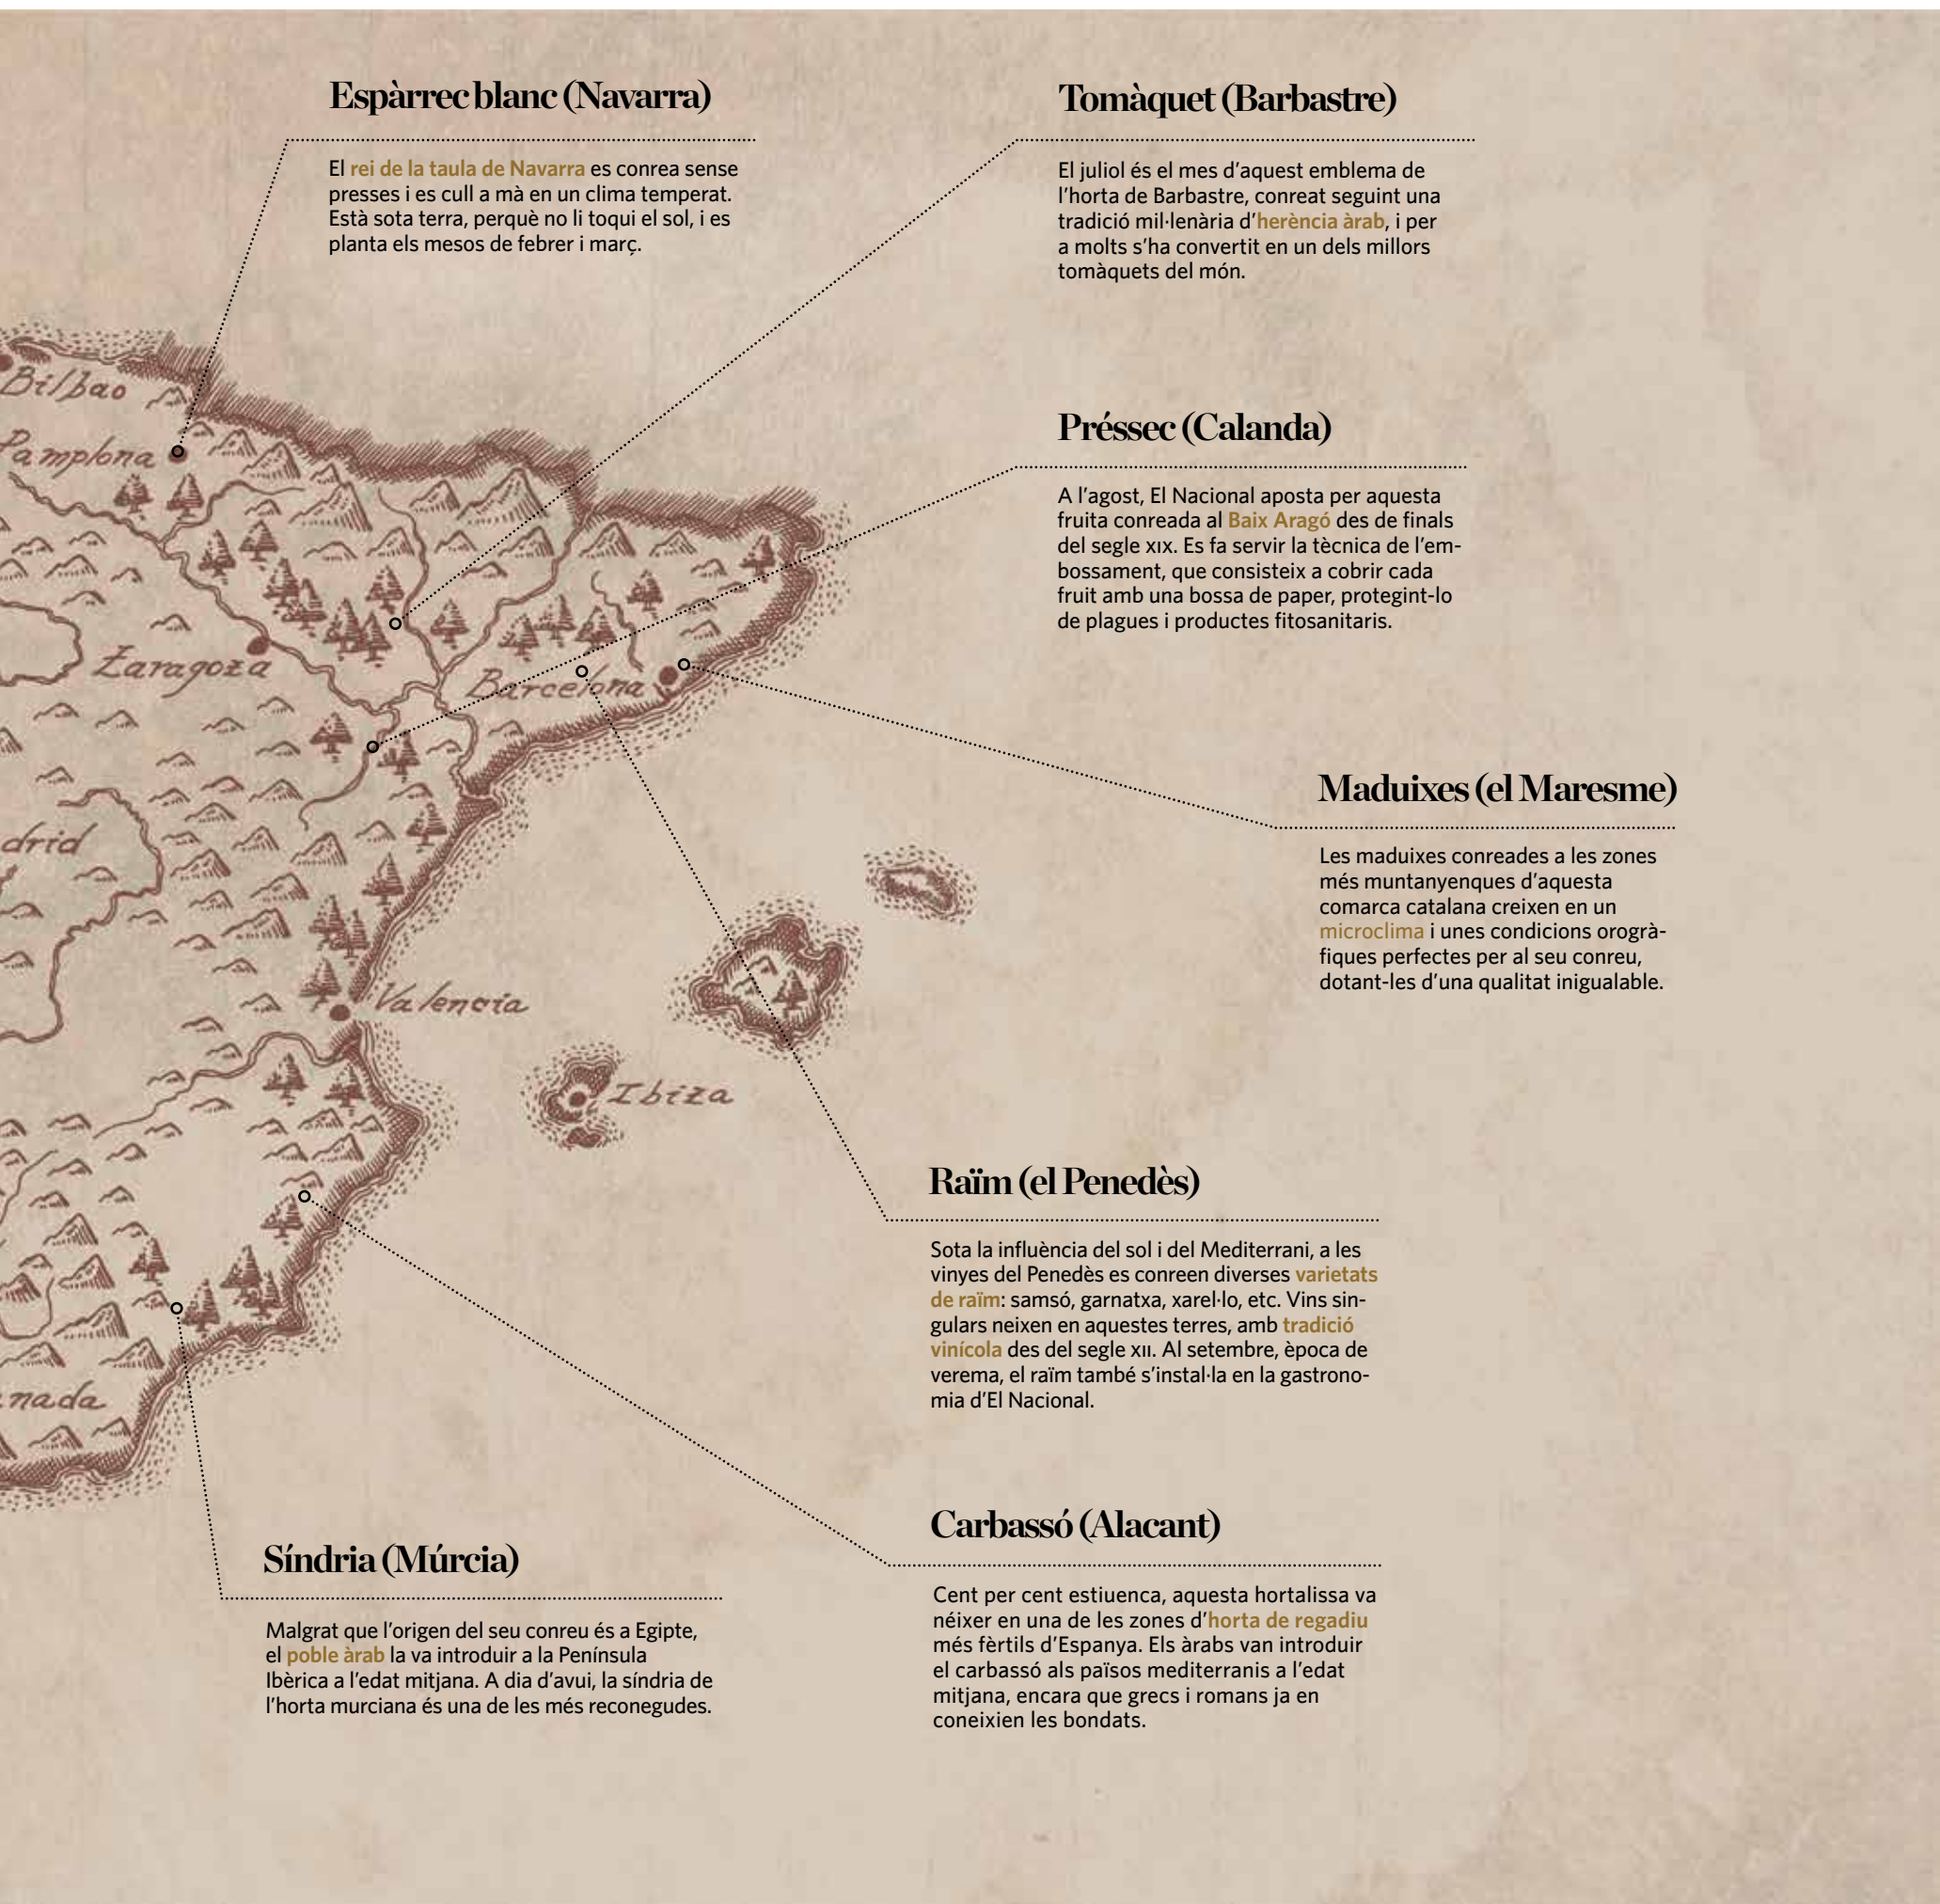 Espàrrec blanc (Navarra)
El rei de la taula de Navarra es conrea sense
presses i es cull a mà en un clima temperat.
Està sota terra, perquè no li toqui el sol, i es
planta els mesos de febrer i març.
Tomàquet (Barbastre)
El juliol és el mes d’aquest emblema de
l’horta de Barbastre, conreat seguint una
tradició mil·lenària d’herència àrab, i per
a molts s’ha convertit en un dels millors
tomàquets del món.
Préssec (Calanda)
A l’agost, El Nacional aposta per aquesta
fruita conreada al Baix Aragó des de finals
del segle XIX. Es fa servir la tècnica de l’em-
bossament, que consisteix a cobrir cada
fruit amb una bossa de paper, protegint-lo
de plagues i productes fitosanitaris.
Maduixes (el Maresme)
Les maduixes conreades a les zones
més muntanyenques d’aquesta
comarca catalana creixen en un
microclima i unes condicions orogrà-
fiques perfectes per al seu conreu,
dotant-les d’una qualitat inigualable.
Bilbao
Pamplona
Zaragoza
Barcelona
drid
Valencia
Ibiza
nada
Raïm (el Penedès)
Sota la influència del sol i del Mediterrani, a les
vinyes del Penedès es conreen diverses varietats
de raïm: samsó, garnatxa, xarel·lo, etc. Vins sin-
gulars neixen en aquestes terres, amb tradició
vinícola des del segle XII. Al setembre, època de
verema, el raïm també s’instal·la en la gastrono-
mia d’El Nacional.
Carbassó (Alacant)
Cent per cent estiuenca, aquesta hortalissa va
néixer en una de les zones d’horta de regadiu
més fèrtils d’Espanya. Els àrabs van introduir
el carbassó als països mediterranis a l’edat
mitjana, encara que grecs i romans ja en
coneixien les bondats.
Síndria (Múrcia)
Malgrat que l’origen del seu conreu és a Egipte,
el poble àrab la va introduir a la Península
Ibèrica a l’edat mitjana. A dia d’avui, la síndria de
l’horta murciana és una de les més reconegudes.